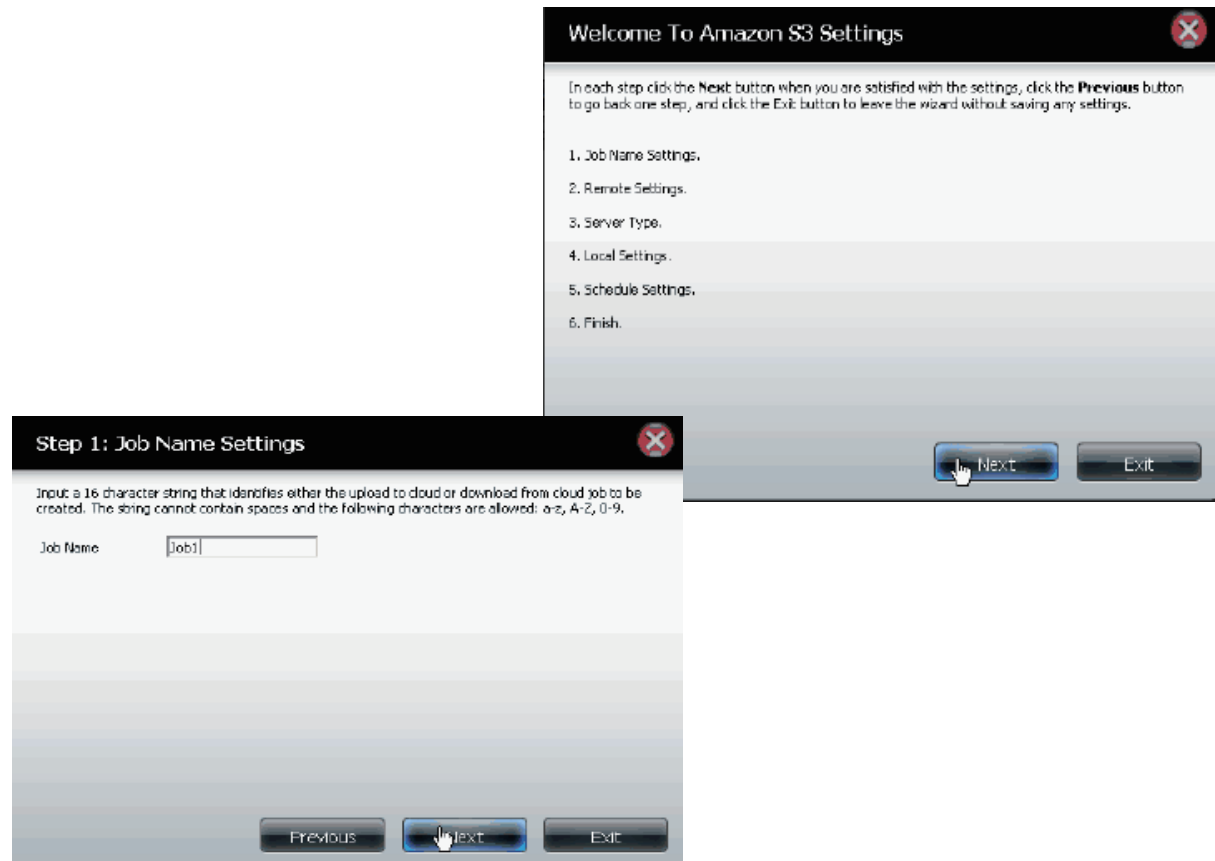 Welcome To Amazon S3 Settings
In each step click the Next button when you are satisfied with the settings, click the Previous button
to go back one step, and click the Exit button to leave the wizard without saving any settings.
1. Job Name Settings.
2. Remote Settings.
3. Server Type.
4. Local Settings.
5. Schedule Settings.
6. Finish.
Next
Exit
Step 1: Job Name Settings
Input a 16 character string that identifies either the upload to cloud or download from cloud job to be
created. The string cannot contain spaces and the following characters are allowed: a-z, A-Z, 0-9.
Job Name
Job1
Previous
Next
Exit